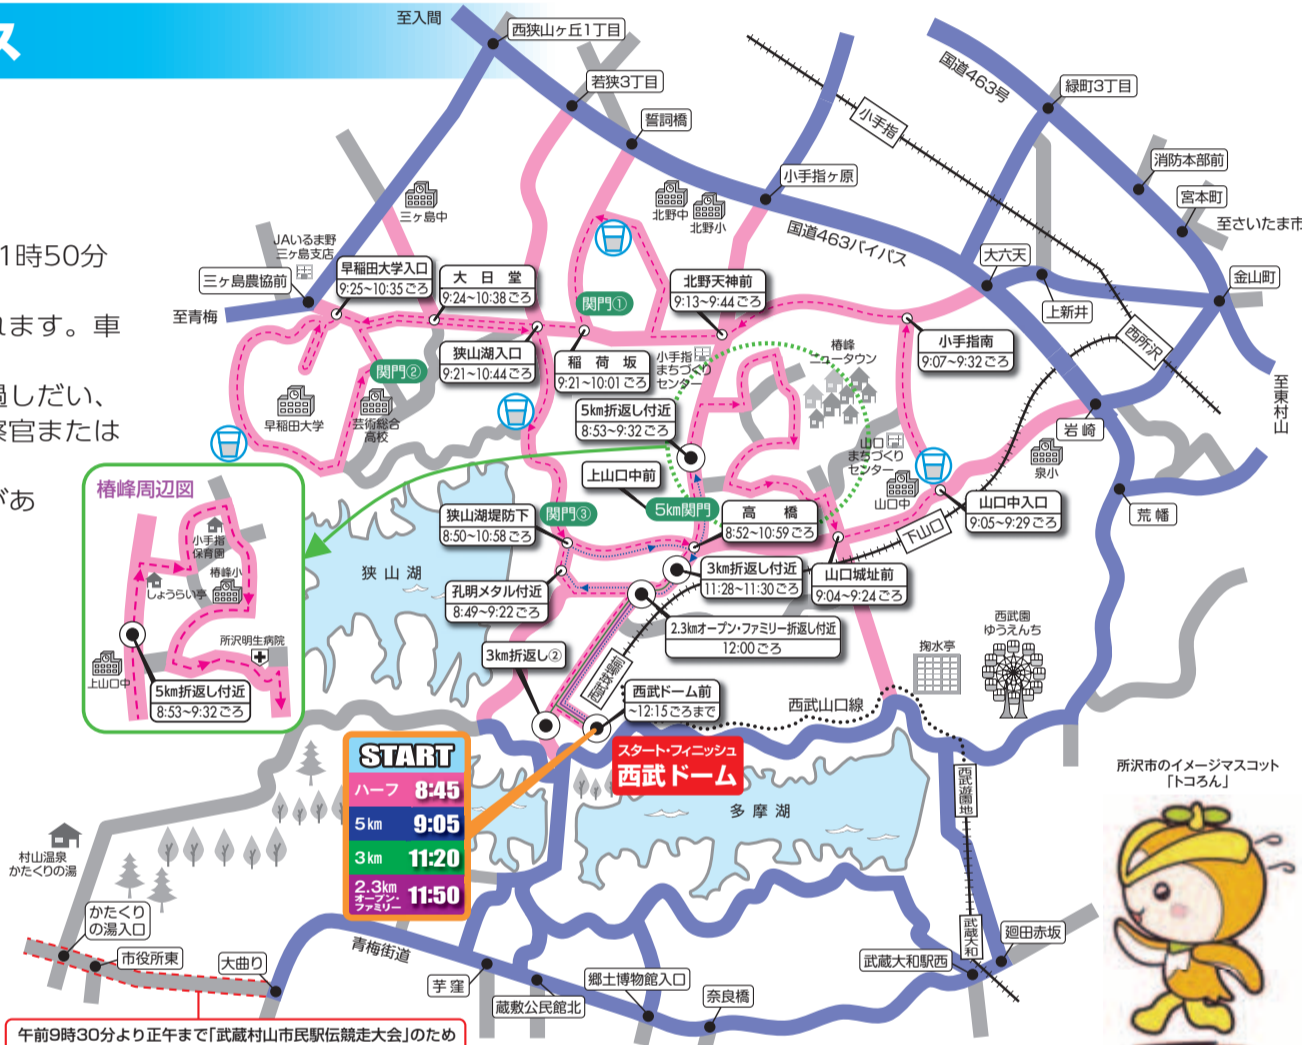 ス
1時50分
れます。車
過しだい、
察官または
があ
至入間
西狭山ヶ丘1丁目
若狭3丁目
誓詞橋
小手指
国道463号
緑町3丁目
消防本部前
宮本町
至さいたま市
金山町
小手指ヶ原
国道463バイパス
大六天
上新井
西所沢
至東村山
三ヶ島中
北野中
北野小
JAいるま野
三ヶ島支店
三ヶ島農協前
至青梅
早稲田大学入口
9:25~10:35ごろ
大日堂
9:24~10:38ごろ
関門①
北野天神前
9:13~9:44ごろ
狭山湖入口
9:21~10:44ごろ
稲荷坂
9:21~10:01ごろ
小手指
まちづくり
センター
椿峰
ニュータウン
小手指南
9:07~9:32ごろ
関門②
早稲田大学
芸術総合
高校
5km折返し付近
8:53~9:32ごろ
山口
まちづくり
センター
山口中
岩崎
泉小
荒幡
上山口中前
5km関門
関門③
狭山湖堤防下
8:50~10:58ごろ
高橋
8:52~10:59ごろ
山口中入口
9:05~9:29ごろ
下山口
狭山湖
孔明メタル付近
8:49~9:22ごろ
3km折返し付近
11:28~11:30ごろ
山口城址前
9:04~9:24ごろ
2.3kmオープン・ファミリー折返し付近
12:00ごろ
3km折返し②
西武球場前
西武ドーム前
~12:15ごろまで
西武山口線
掬水亭
西武園
ゆうえんち
椿峰周辺図
小手指
保育園
椿峰小
しょうらい亭
所沢明生病院
上山口中
5km折返し付近
8:53~9:32ごろ
START
ハーフ 8:45
5km 9:05
3km 11:20
2.3km
オープン・
ファミリー 11:50
スタート・フィニッシュ
西武ドーム
多摩湖
西武遊園地
武蔵大和
所沢市のイメージマスコット
「トコろん」
村山温泉
かたくりの湯
かたくり
の湯入口
市役所東
大曲り
青梅街道
芋窪
蔵敷公民館北
郷土博物館入口
奈良橋
武蔵大和駅西
廻田赤坂
午前9時30分より正午まで「武蔵村山市民駅伝競走大会」のため